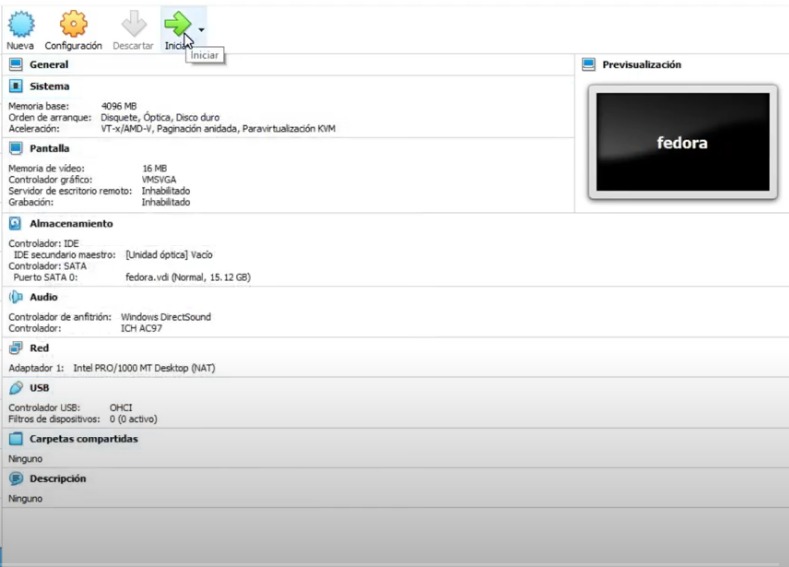 Nueva Configuración Descartar Iniciar
Iniciar
General
Sistema
Memoria base: 4096 MB
Orden de arranque: Disquete, Óptica, Disco duro
Aceleración: VT-x/AMD-V, Paginación anidada, Paravirtualización KVM
Pantalla
Memoria de vídeo: 16 MB
Controlador gráfico: VMSVGA
Servidor de escritorio remoto: Inhabilitado
Grabación: Inhabilitado
Previsualización
fedora
Almacenamiento
Controlador: IDE
IDE secundario maestro: [Unidad óptica] Vacío
Controlador: SATA
Puerto SATA 0: fedora.vdi (Normal, 15.12 GB)
Audio
Controlador de anfitrión: Windows DirectSound
Controlador: ICH AC97
Red
Adaptador 1: Intel PRO/1000 MT Desktop (NAT)
USB
Controlador USB: OHCI
Filtros de dispositivos: 0 (0 activo)
Carpetas compartidas
Ninguno
Descripción
Ninguno